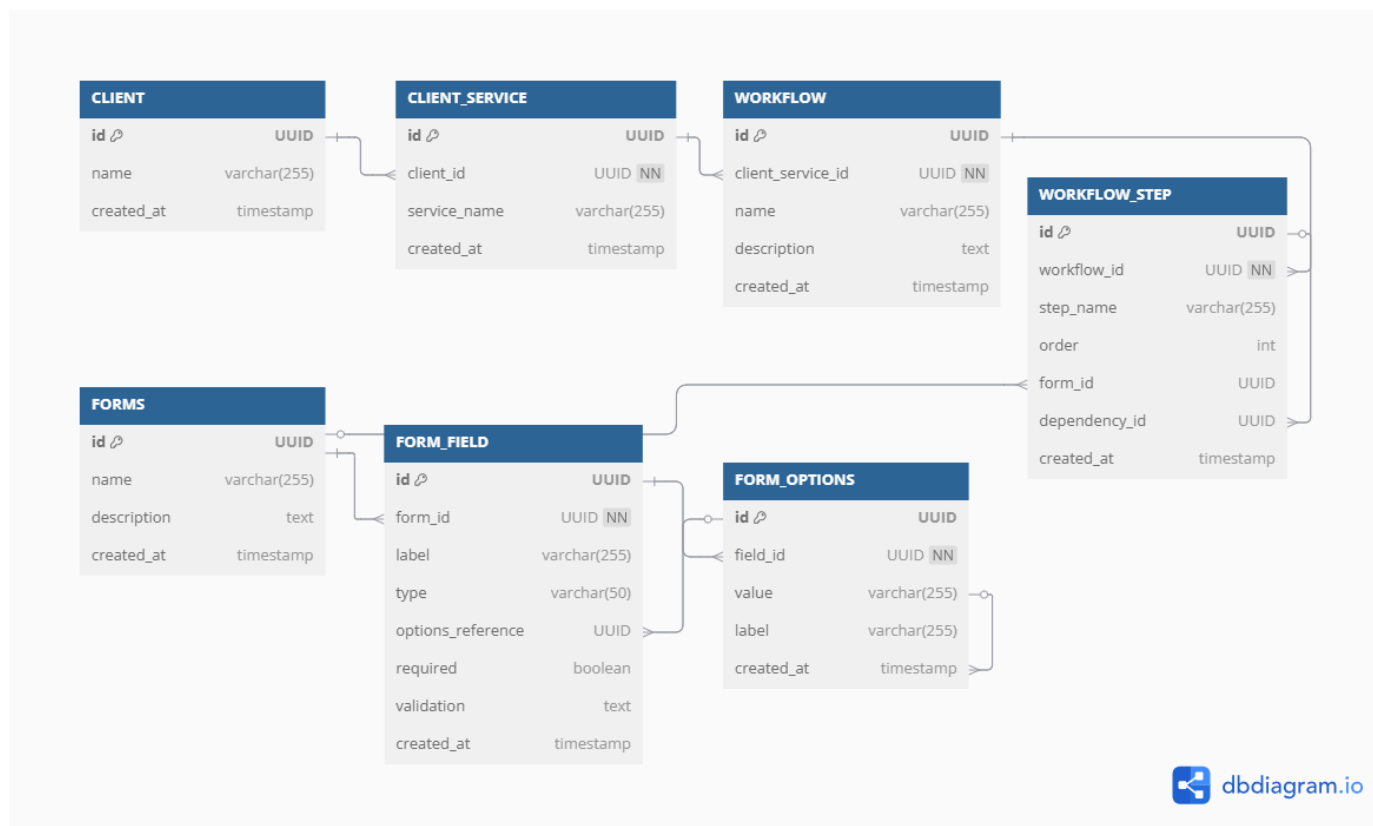 CLIENT
id UUID
name varchar(255)
created_at timestamp
CLIENT_SERVICE
id UUID
client_id UUID NN
service_name varchar(255)
created_at timestamp
WORKFLOW
id UUID
client_service_id UUID NN
name varchar(255)
description text
created_at timestamp
WORKFLOW_STEP
id UUID
workflow_id UUID NN
step_name varchar(255)
order int
form_id UUID
dependency_id UUID
created_at timestamp
FORMS
id UUID
name varchar(255)
description text
created_at timestamp
FORM_FIELD
id UUID
form_id UUID NN
label varchar(255)
type varchar(50)
options_reference UUID
required boolean
validation text
created_at timestamp
FORM_OPTIONS
id UUID
field_id UUID NN
value varchar(255)
label varchar(255)
created_at timestamp
dbdiagram.io